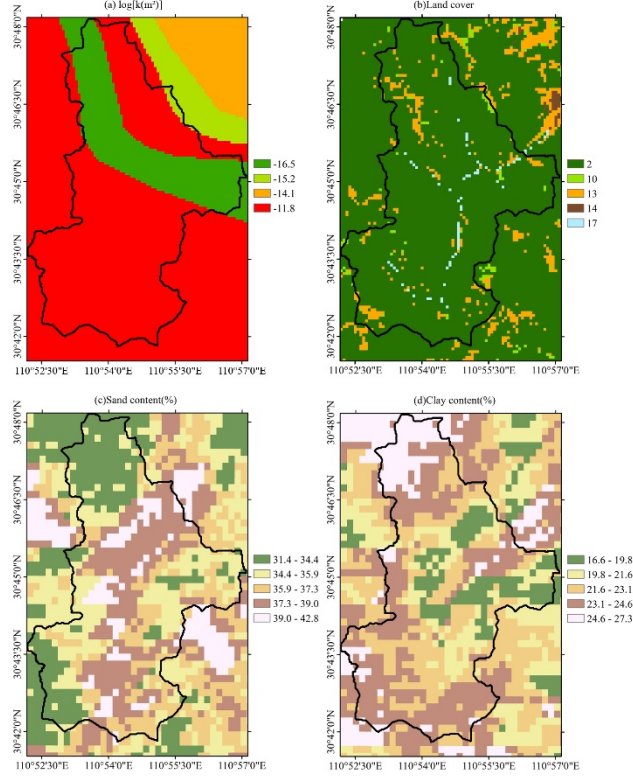 (a) log[k(m²)]
30°48'0"N
30°46'30"N
30°45'0"N
30°43'30"N
30°42'0"N
-16.5
-15.2
-14.1
-11.8
110°52'30"E 110°54'0"E 110°55'30"E 110°57'0"E
(b) Land cover
30°48'0"N
30°46'30"N
30°45'0"N
30°43'30"N
30°42'0"N
2
10
13
14
17
110°52'30"E 110°54'0"E 110°55'30"E 110°57'0"E
(c)Sand content(%)
30°48'0"N
30°46'30"N
30°45'0"N
30°43'30"N
30°42'0"N
31.4 - 34.4
34.4 - 35.9
35.9 - 37.3
37.3 - 39.0
39.0 - 42.8
110°52'30"E 110°54'0"E 110°55'30"E 110°57'0"E
(d)Clay content(%)
30°48'0"N
30°46'30"N
30°45'0"N
30°43'30"N
30°42'0"N
16.6 - 19.8
19.8 - 21.6
21.6 - 23.1
23.1 - 24.6
24.6 - 27.3
110°52'30"E 110°54'0"E 110°55'30"E 110°57'0"E